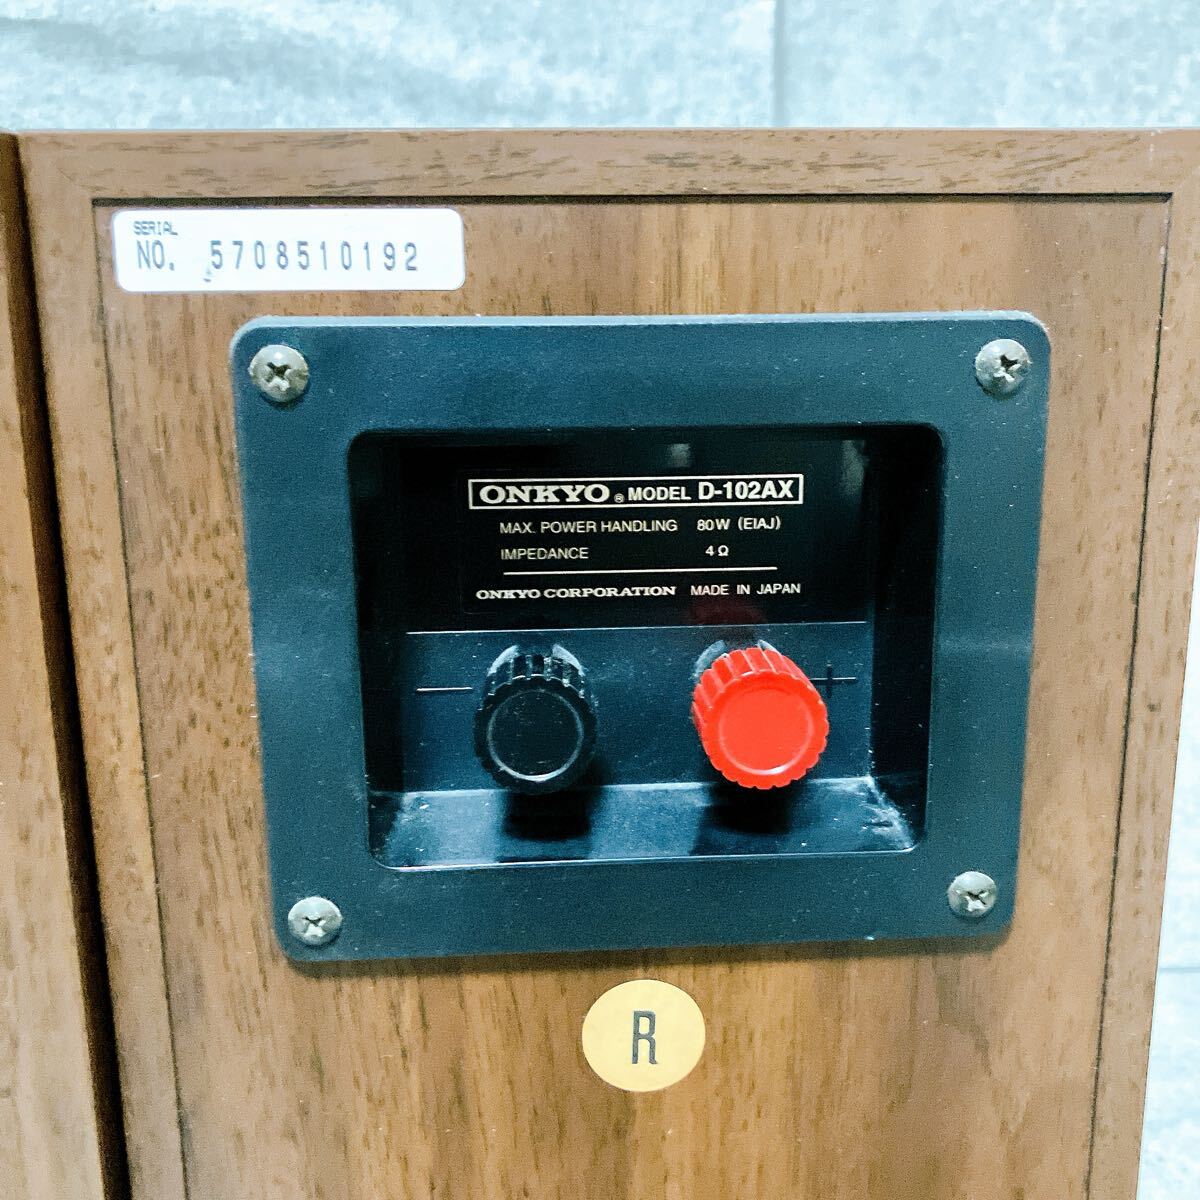 SERIAL
NO. 5708510192
ONKYO® MODEL D-102AX
MAX. POWER HANDLING 80W (EIAJ)
IMPEDANCE 4Ω
ONKYO CORPORATION MADE IN JAPAN
− +
R